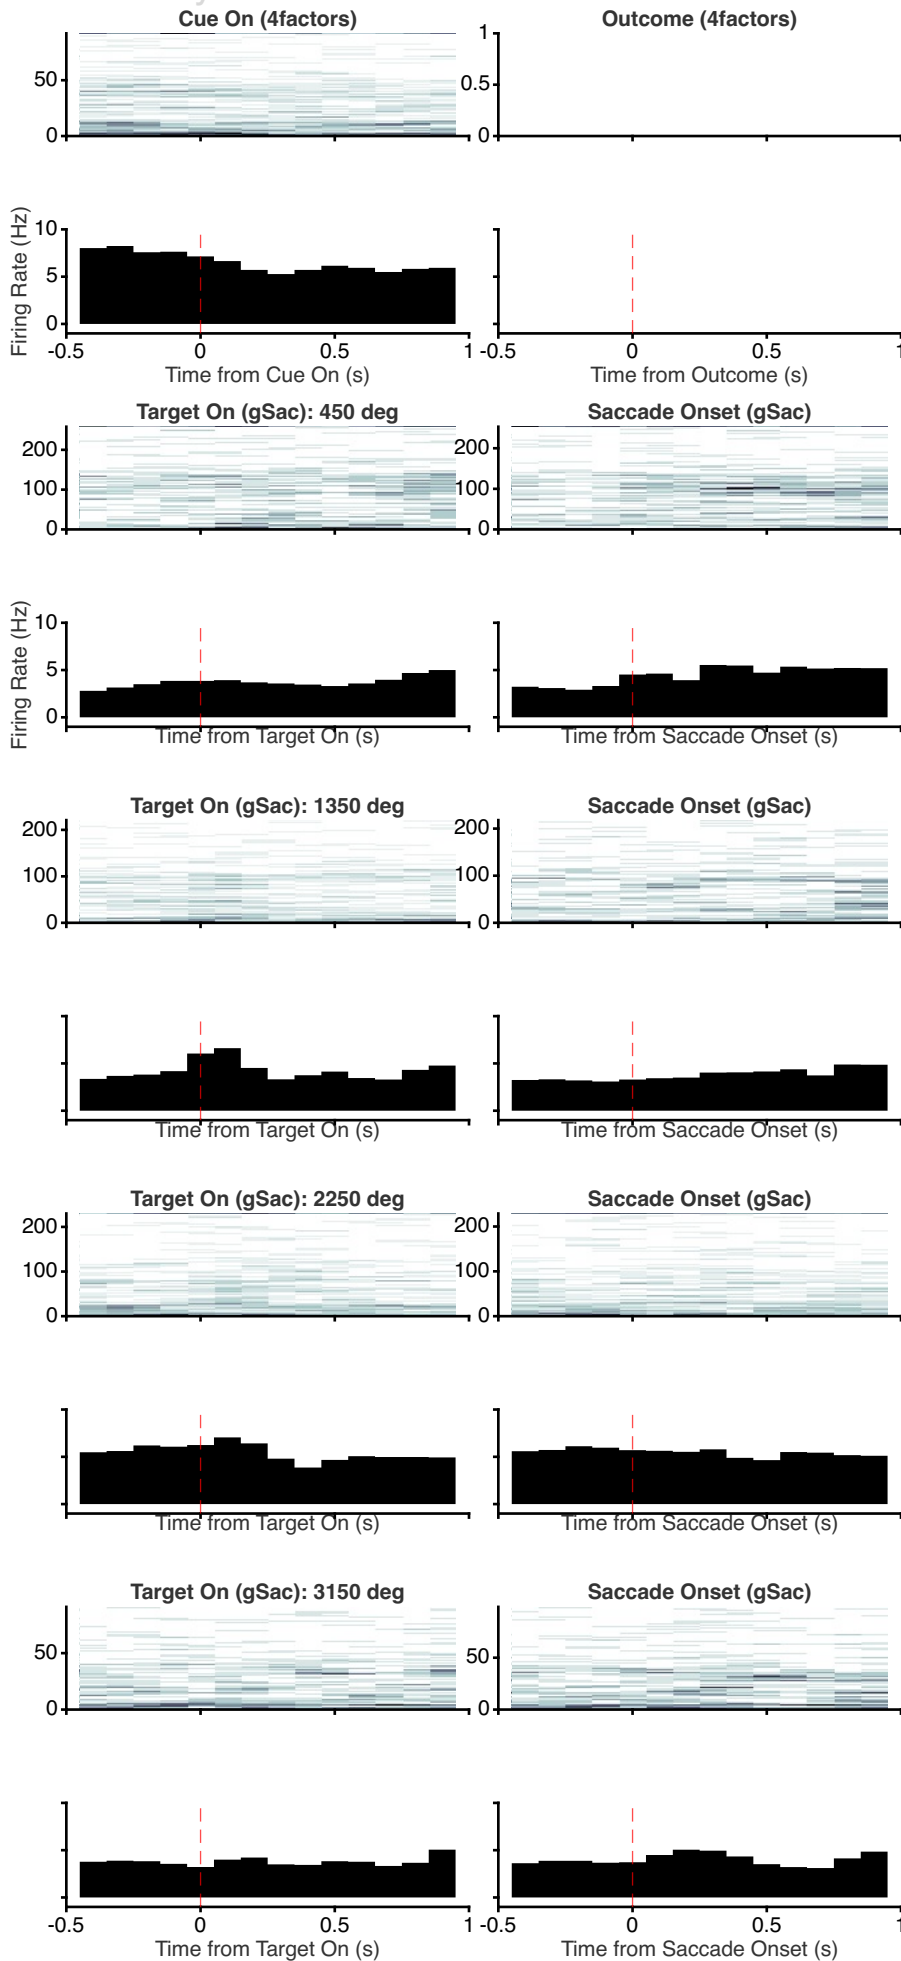 Cue On (4factors) Outcome (4factors)
50
0
1
0.5
0
Firing Rate (Hz)
10
5
0
-0.5 0 0.5 1 -0.5 0 0.5 1
Time from Cue On (s) Time from Outcome (s)
Target On (gSac): 450 deg Saccade Onset (gSac)
200 200
100 100
0 0
Firing Rate (Hz)
10
5
0
Time from Target On (s) Time from Saccade Onset (s)
Target On (gSac): 1350 deg Saccade Onset (gSac)
200 200
100 100
0 0
Time from Target On (s) Time from Saccade Onset (s)
Target On (gSac): 2250 deg Saccade Onset (gSac)
200 200
100 100
0 0
Time from Target On (s) Time from Saccade Onset (s)
Target On (gSac): 3150 deg Saccade Onset (gSac)
50 50
0 0
-0.5 0 0.5 1 -0.5 0 0.5 1
Time from Target On (s) Time from Saccade Onset (s)